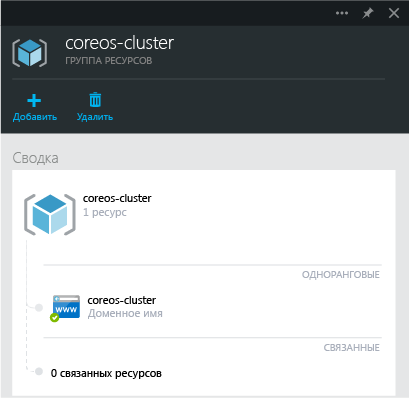 coreos-cluster
ГРУППА РЕСУРСОВ
Добавить Удалить
Сводка
coreos-cluster
1 ресурс
ОДНОРАНГОВЫЕ
www
coreos-cluster
Доменное имя
СВЯЗАННЫЕ
0 связанных ресурсов